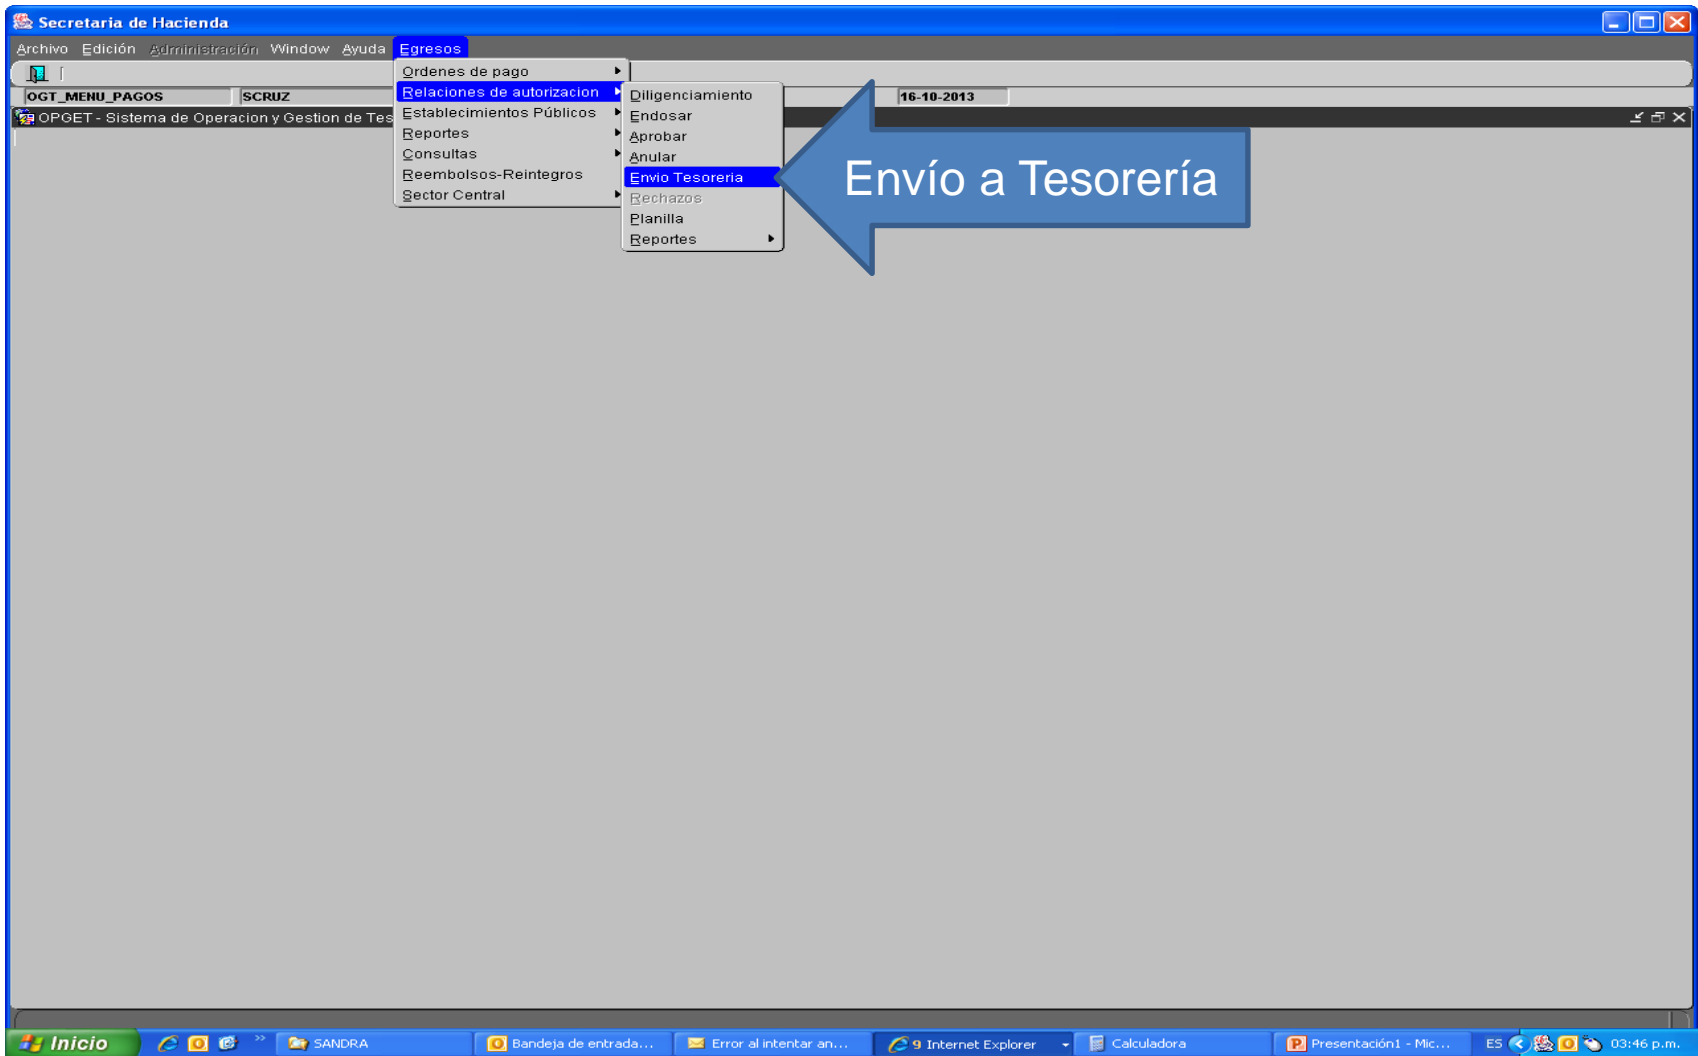 Secretaria de Hacienda
Archivo Edición Administración Window Ayuda Egresos
OGT_MENU_PAGOS SCRUZ 16-10-2013
OPGET - Sistema de Operacion y Gestion de Tes
Ordenes de pago
Relaciones de autorizacion
Establecimientos Públicos
Reportes
Consultas
Reembolsos-Reintegros
Sector Central
Diligenciamiento
Endosar
Aprobar
Anular
Envio Tesoreria
Rechazos
Planilla
Reportes
Envío a Tesorería
Inicio SANDRA Bandeja de entrada... Error al intentar an... 9 Internet Explorer Calculadora Presentación1 - Mic... ES 03:46 p.m.